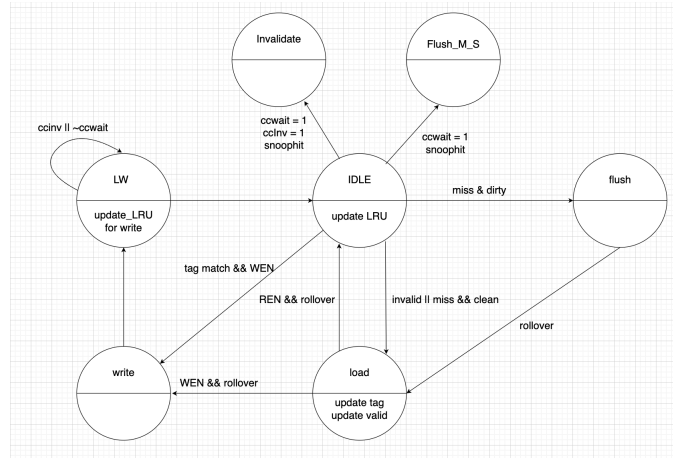 Invalidate
Flush_M_S
ccwait = 1
ccInv = 1
snoophit
ccwait = 1
snoophit
ccinv II ~ccwait
LW
update_LRU
for write
IDLE
update LRU
miss & dirty
flush
tag match && WEN
REN && rollover
invalid II miss && clean
rollover
write
WEN && rollover
load
update tag
update valid